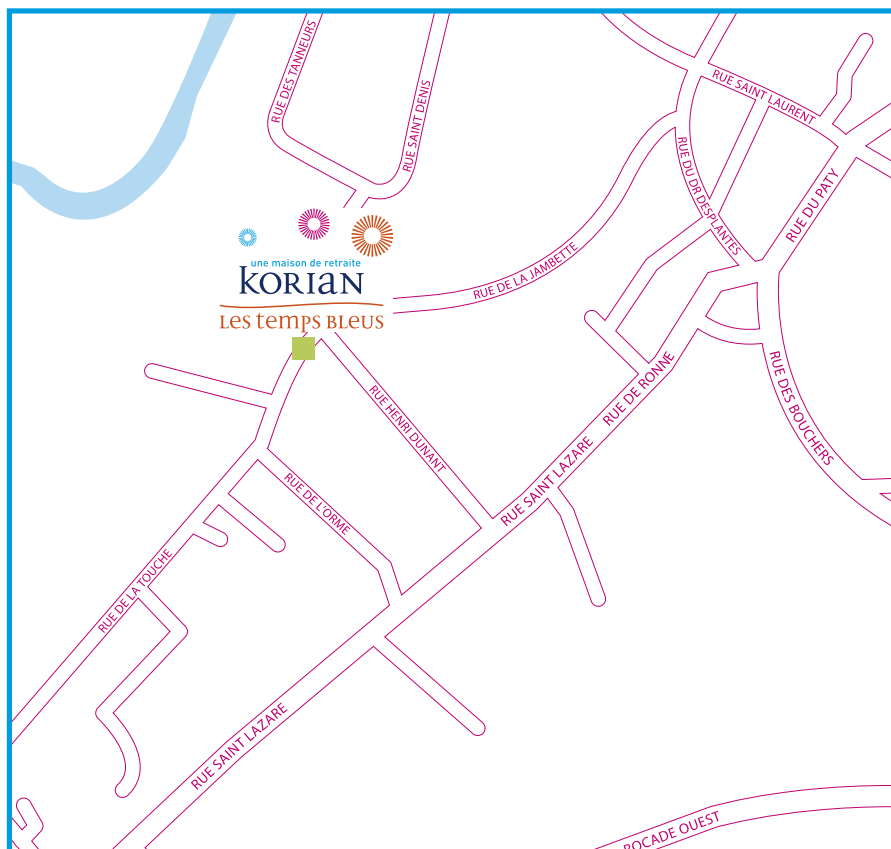 RUE DES TANNEURS
RUE SAINT DENIS
RUE SAINT LAURENT
RUE DU DR DESPLANTES
RUE DU PATY
une maison de retraite
KORIAN
LES TEMPS BLEUS
RUE DE LA JAMBETTE
RUE HENRI DUNANT
RUE DE RONNE
RUE DES BOUCHERS
RUE SAINT LAZARE
RUE DE L'ORME
RUE DE LA TOUCHE
RUE SAINT LAZARE
ROCADE OUEST